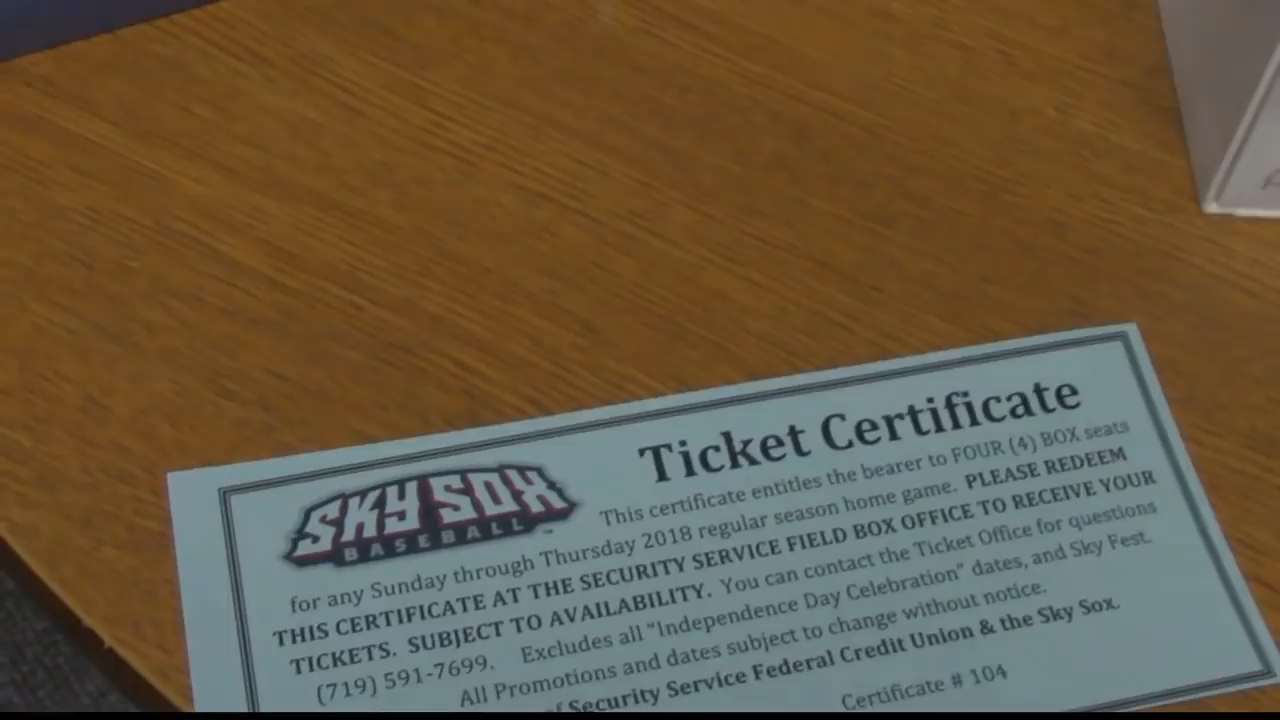 SKY SOX
BASEBALL
Ticket Certificate
This certificate entitles the bearer to FOUR (4) BOX seats
for any Sunday through Thursday 2018 regular season home game. PLEASE REDEEM
THIS CERTIFICATE AT THE SECURITY SERVICE FIELD BOX OFFICE TO RECEIVE YOUR
TICKETS. SUBJECT TO AVAILABILITY. You can contact the Ticket Office for questions
(719) 591-7699. Excludes all "Independence Day Celebration" dates, and Sky Fest.
All Promotions and dates subject to change without notice.
of Security Service Federal Credit Union & the Sky Sox.
Certificate # 104